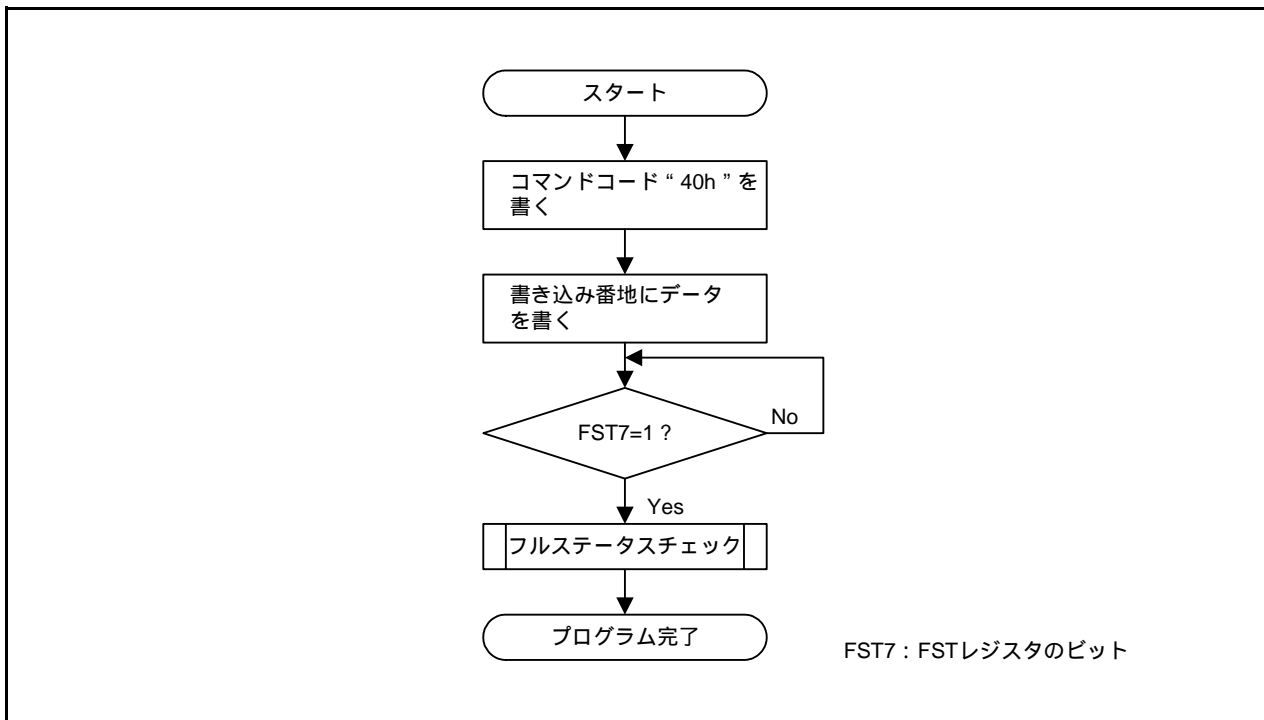 スタート
コマンドコード“ 40h ”を
書く
書き込み番地にデータ
を書く
FST7=1 ?
No
Yes
フルステータスチェック
プログラム完了
FST7 : FSTレジスタのビット